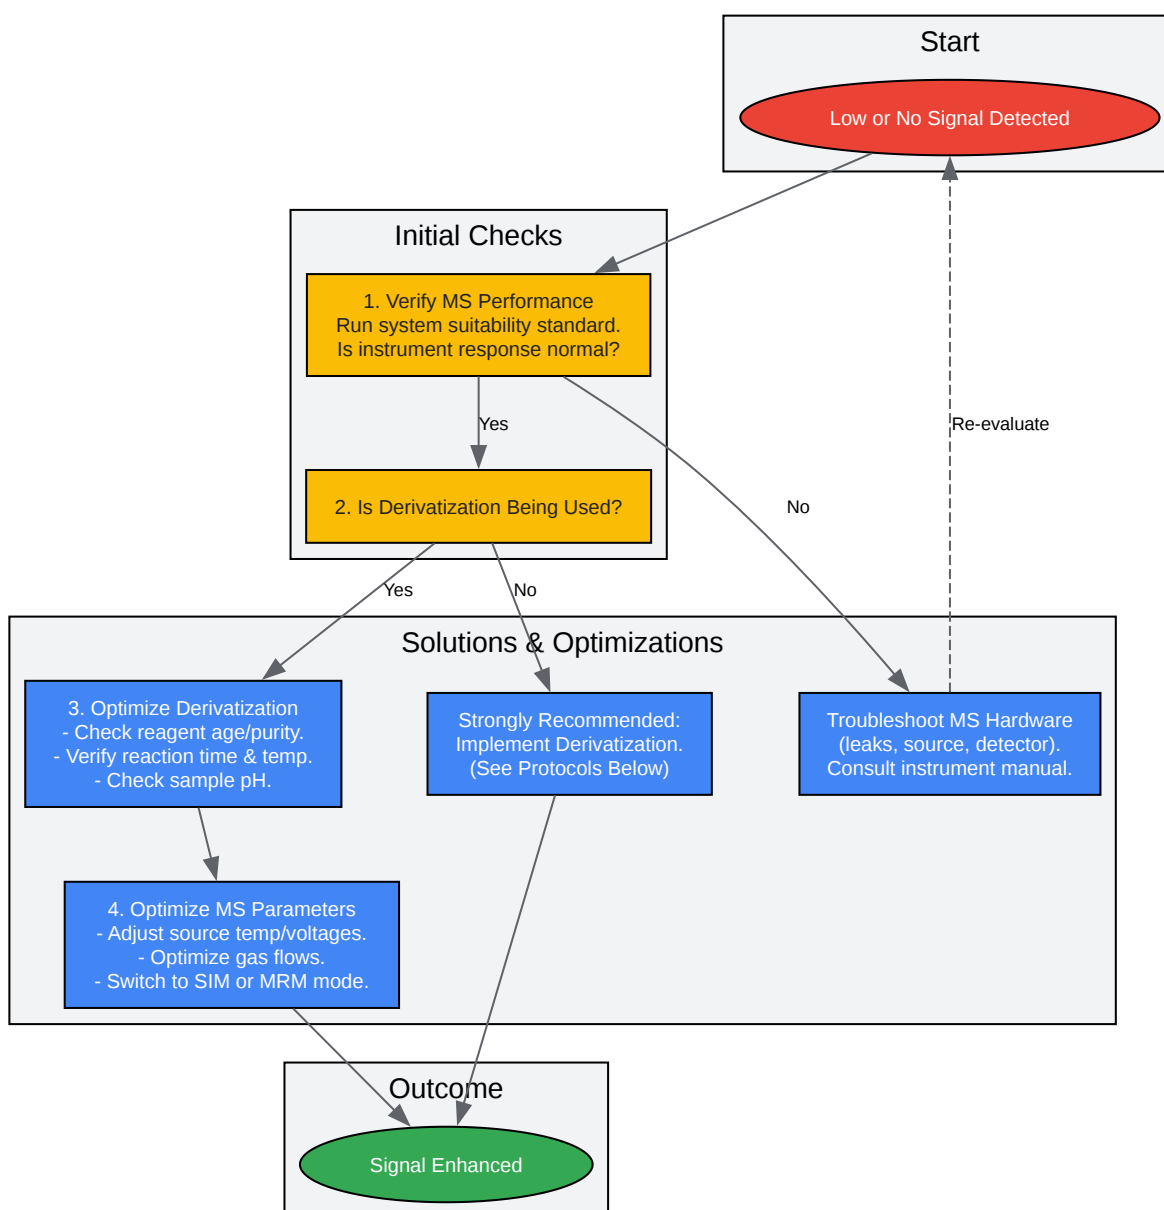 Start
Low or No Signal Detected
Initial Checks
1. Verify MS Performance
Run system suitability standard.
Is instrument response normal?
Yes
Re-evaluate
2. Is Derivatization Being Used?
No
Yes
No
Solutions & Optimizations
3. Optimize Derivatization
- Check reagent age/purity.
- Verify reaction time & temp.
- Check sample pH.
Strongly Recommended:
Implement Derivatization.
(See Protocols Below)
Troubleshoot MS Hardware
(leaks, source, detector).
Consult instrument manual.
4. Optimize MS Parameters
- Adjust source temp/voltages.
- Optimize gas flows.
- Switch to SIM or MRM mode.
Outcome
Signal Enhanced